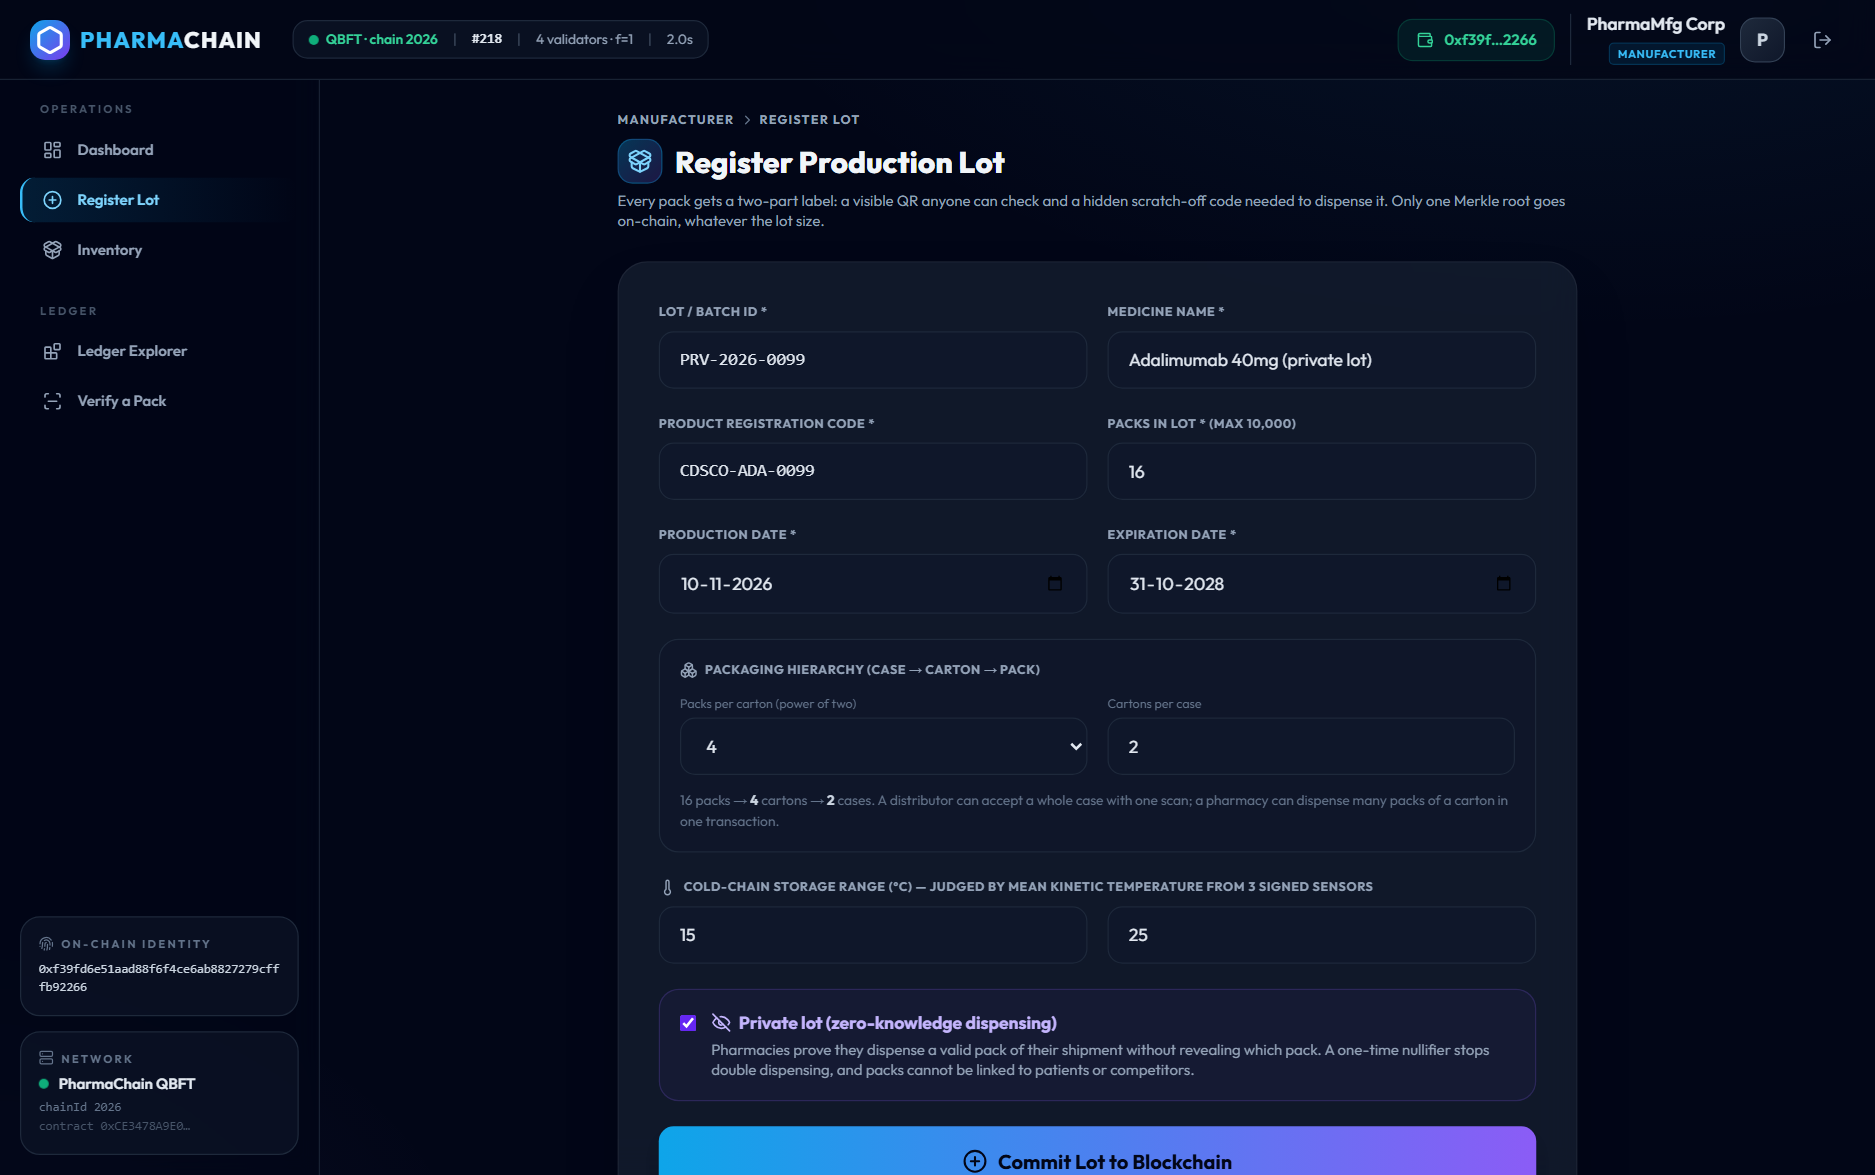 PHARMACHAIN
QBFT · chain 2026 | #218 | 4 validators · f=1 | 2.0s
0xf39f...2266
PharmaMfg Corp
MANUFACTURER
P
OPERATIONS
Dashboard
Register Lot
Inventory
LEDGER
Ledger Explorer
Verify a Pack
ON-CHAIN IDENTITY
0xf39fd6e51aad88f6f4ce6ab8827279cff
fb92266
NETWORK
PharmaChain QBFT
chainId 2026
contract 0xCE3478A9E0…
MANUFACTURER > REGISTER LOT
Register Production Lot
Every pack gets a two-part label: a visible QR anyone can check and a hidden scratch-off code needed to dispense it. Only one Merkle root goes
on-chain, whatever the lot size.
LOT / BATCH ID *
PRV-2026-0099
MEDICINE NAME *
Adalimumab 40mg (private lot)
PRODUCT REGISTRATION CODE *
CDSCO-ADA-0099
PACKS IN LOT * (MAX 10,000)
16
PRODUCTION DATE *
10-11-2026
EXPIRATION DATE *
31-10-2028
PACKAGING HIERARCHY (CASE → CARTON → PACK)
Packs per carton (power of two)
4
Cartons per case
2
16 packs → 4 cartons → 2 cases. A distributor can accept a whole case with one scan; a pharmacy can dispense many packs of a carton in
one transaction.
COLD-CHAIN STORAGE RANGE (°C) — JUDGED BY MEAN KINETIC TEMPERATURE FROM 3 SIGNED SENSORS
15
25
Private lot (zero-knowledge dispensing)
Pharmacies prove they dispense a valid pack of their shipment without revealing which pack. A one-time nullifier stops
double dispensing, and packs cannot be linked to patients or competitors.
Commit Lot to Blockchain